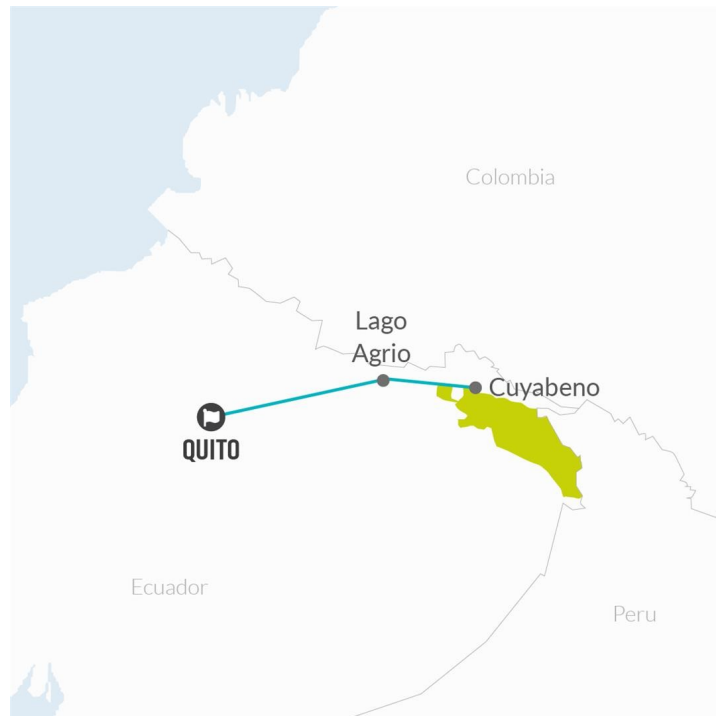 Colombia
Lago
Agrio
Cuyabeno
QUITO
Ecuador
Peru